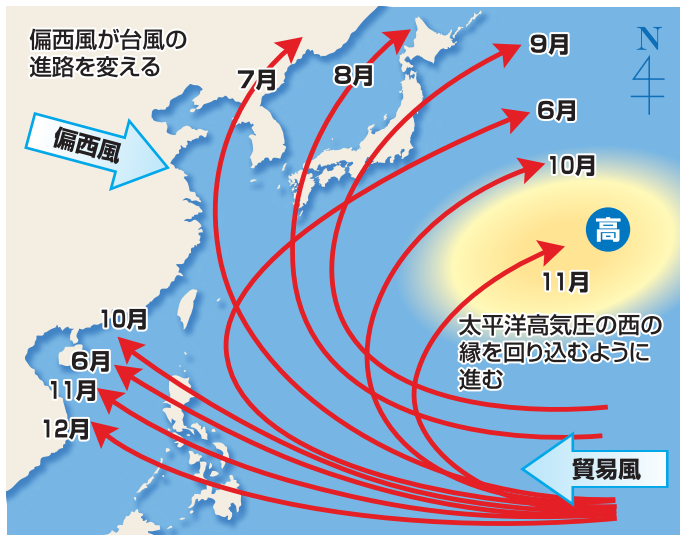 偏西風が台風の
進路を変える
N
9月
7月
8月
6月
偏西風
10月
高
11月
10月
太平洋高気圧の西の
縁を回り込むように
進む
6月
11月
12月
貿易風